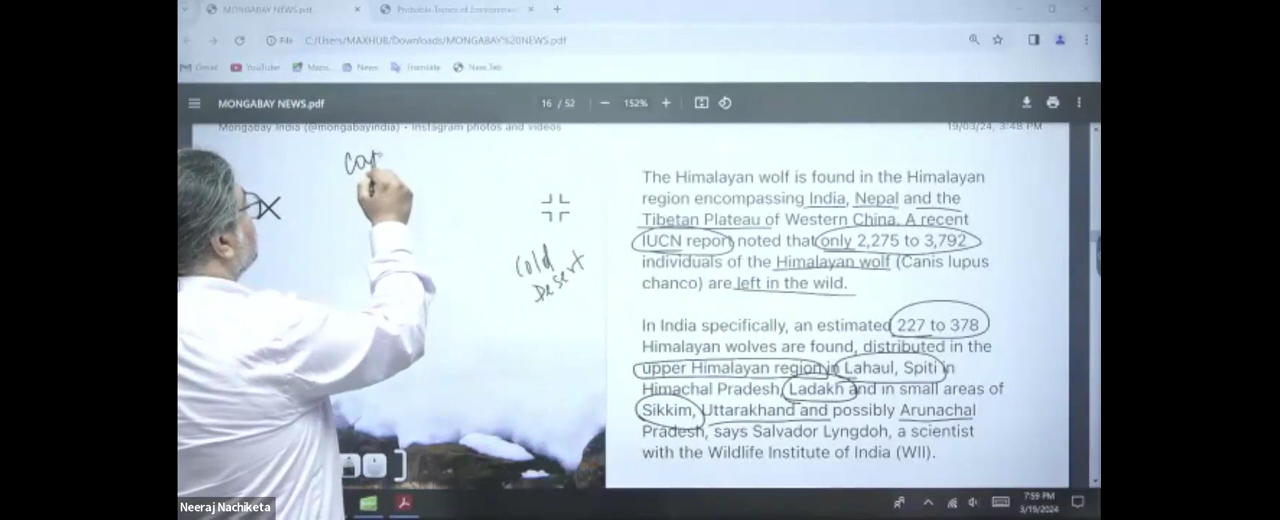 MONGABAY NEWS.pdf
Probable Topics of Environmen
File C:/Users/MAXHUB/Downloads/MONGABAY%20NEWS.pdf
Gmail YouTube Maps News Translate New Tab
MONGABAY NEWS.pdf 16 / 52 152%
Mongabay India (@mongabayindia) • Instagram photos and videos 19/03/24, 3:48 PM
Cap
The Himalayan wolf is found in the Himalayan
region encompassing India, Nepal and the
Tibetan Plateau of Western China. A recent
IUCN report noted that only 2,275 to 3,792
individuals of the Himalayan wolf (Canis lupus
chanco) are left in the wild.
Cold
Desert
In India specifically, an estimated 227 to 378
Himalayan wolves are found, distributed in the
upper Himalayan region in Lahaul, Spiti in
Himachal Pradesh, Ladakh and in small areas of
Sikkim, Uttarakhand and possibly Arunachal
Pradesh, says Salvador Lyngdoh, a scientist
with the Wildlife Institute of India (WII).
Neeraj Nachiketa
7:59 PM
3/19/2024